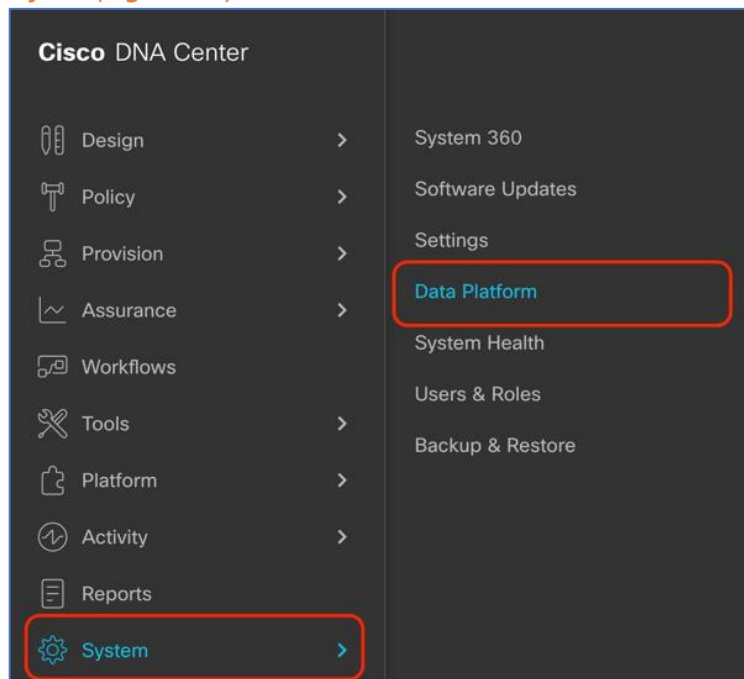 Cisco DNA Center
Design
Policy
Provision
Assurance
Workflows
Tools
Platform
Activity
Reports
System
System 360
Software Updates
Settings
Data Platform
System Health
Users & Roles
Backup & Restore